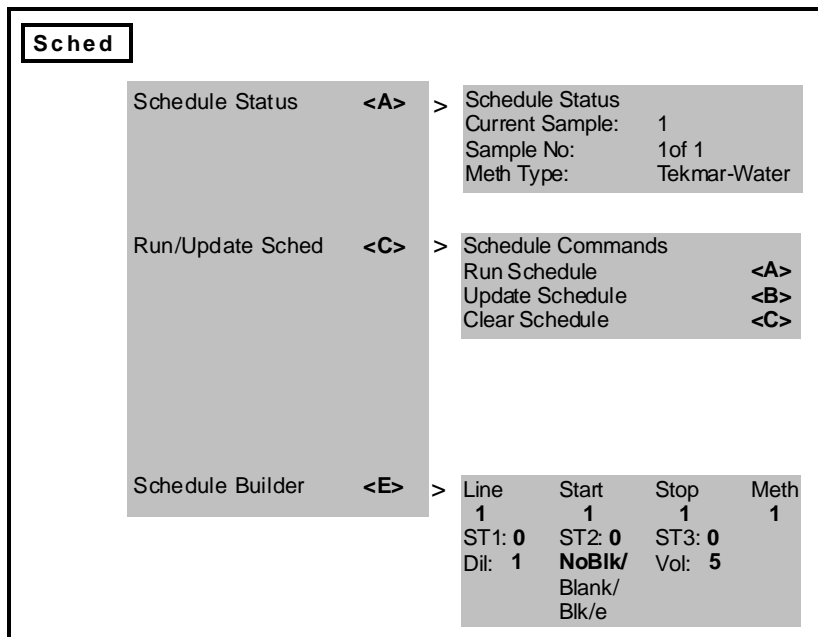 Sched
Schedule Status <A> > Schedule Status
Current Sample: 1
Sample No: 1of 1
Meth Type: Tekmar-Water
Run/Update Sched <C> > Schedule Commands
Run Schedule <A>
Update Schedule <B>
Clear Schedule <C>
Schedule Builder <E> > Line Start Stop Meth
1 1 1 1
ST1: 0 ST2: 0 ST3: 0
Dil: 1 NoBlk/ Vol: 5
Blank/
Blk/e